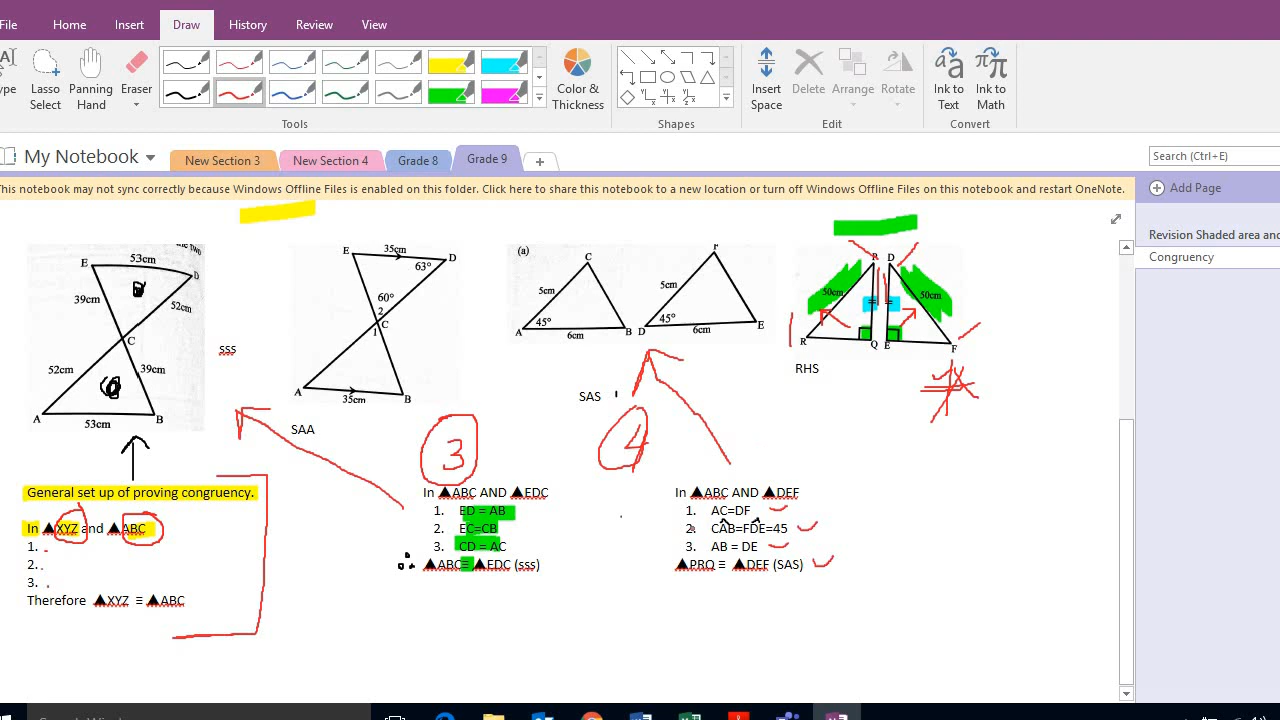 File Home Insert Draw History Review View
Type Lasso Select Panning Hand Eraser
Color & Thickness
Insert Space Delete Arrange Rotate
Ink to Text Ink to Math
Tools Shapes Edit Convert
My Notebook New Section 3 New Section 4 Grade 8 Grade 9 +
Search (Ctrl+E)
This notebook may not sync correctly because Windows Offline Files is enabled on this folder. Click here to share this notebook to a new location or turn off Windows Offline Files on this notebook and restart OneNote.
Add Page
Revision Shaded area and
Congruency
E 53cm D
39cm 52cm
C
52cm 39cm
A 53cm B
sss
E 35cm D
63°
60°
2
C
1
A 35cm B
SAA
(a)
C F
5cm 5cm
45° 45°
A 6cm B D 6cm E
SAS
R D
50cm 50cm
R Q E F
RHS
3
4
General set up of proving congruency.
In ▲XYZ and ▲ABC
1.
2.
3.
Therefore ▲XYZ ≡ ▲ABC
In ▲ABC AND ▲EDC
1. ED = AB
2. EC=CB
3. CD = AC
∴ ▲ABC≡ ▲EDC (sss)
In ▲ABC AND ▲DEF
1. AC=DF
2. CAB=FDE=45
3. AB = DE
▲PRQ ≡ ▲DEF (SAS)